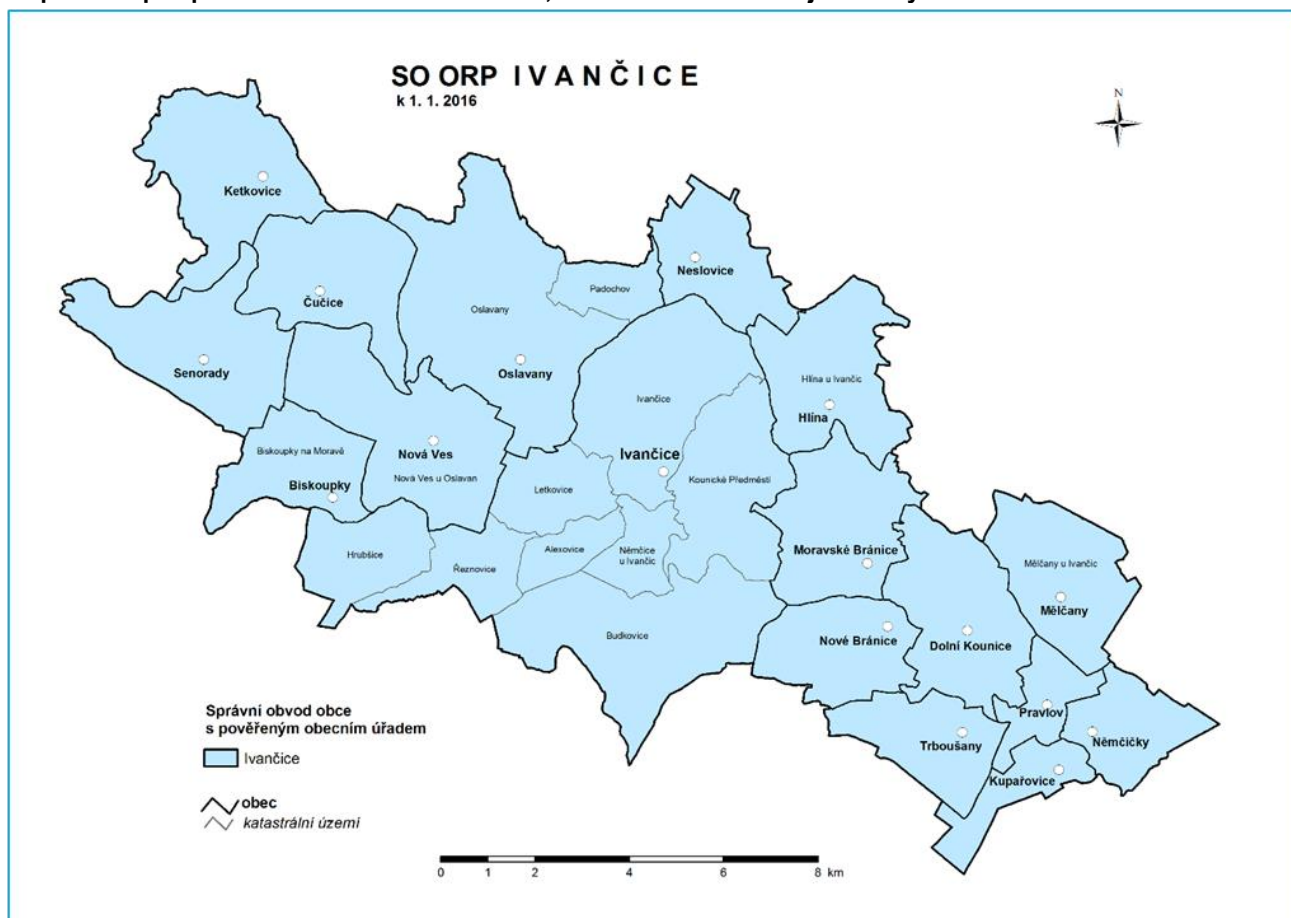 SO ORP IVANČICE
k 1. 1. 2016
N
Ketkovice
Neslovice
Čučice
Padochov
Oslavany
Senorady
Oslavany
Hlína u Ivančic
Ivančice
Hlína
Biskoupky na Moravě
Nová Ves
Ivančice
Nová Ves u Oslavan
Kounické Předměstí
Biskoupky
Letkovice
Hrubšice
Alexovice
Němčice
u Ivančic
Moravské Bránice
Řeznovice
Mělčany u Ivančic
Mělčany
Budkovice
Nové Bránice
Dolní Kounice
Pravlov
Trboušany
Němčičky
Kupařovice
Správní obvod obce
s pověřeným obecním úřadem
Ivančice
obec
katastrální území
0 1 2 4 6 8 km